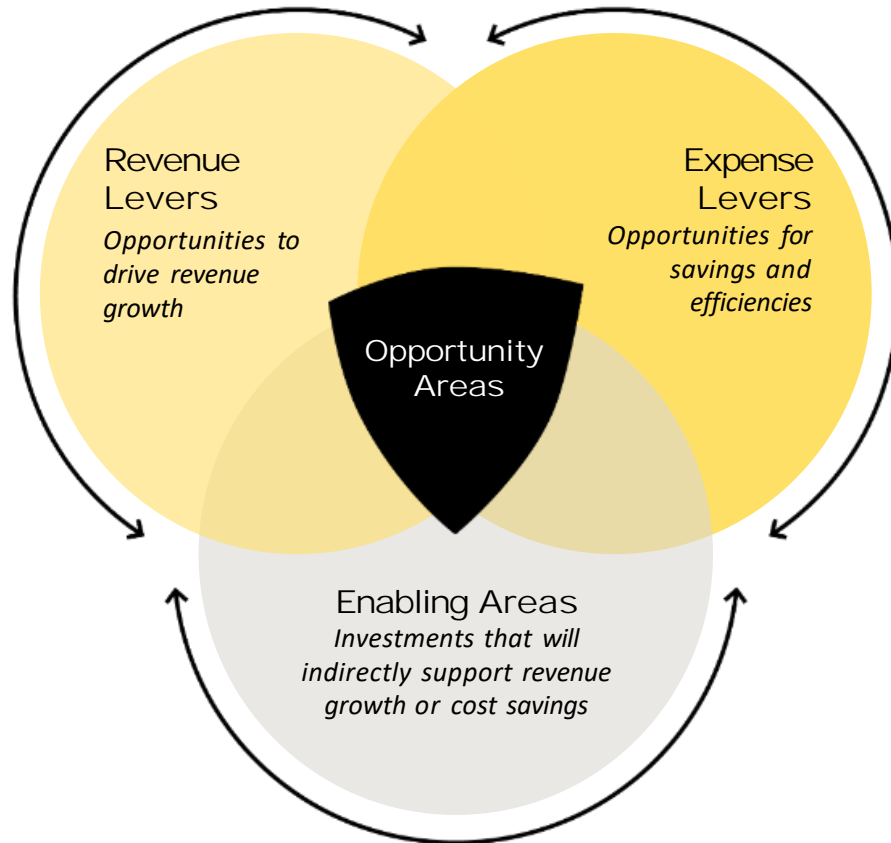 Revenue
Levers
Opportunities to
drive revenue
growth
Expense
Levers
Opportunities for
savings and
efficiencies
Opportunity
Areas
Enabling Areas
Investments that will
indirectly support revenue
growth or cost savings